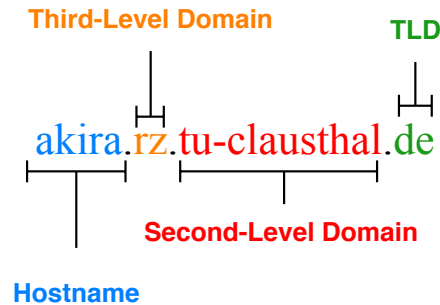 Third-Level Domain
TLD
akira.rz.tu-clausthal.de
Second-Level Domain
Hostname